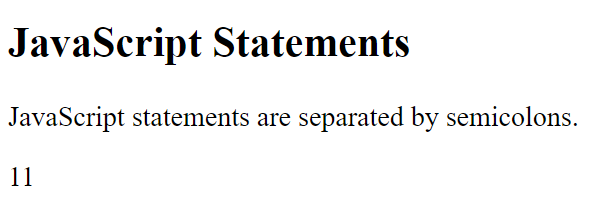 JavaScript Statements
JavaScript statements are separated by semicolons.
11